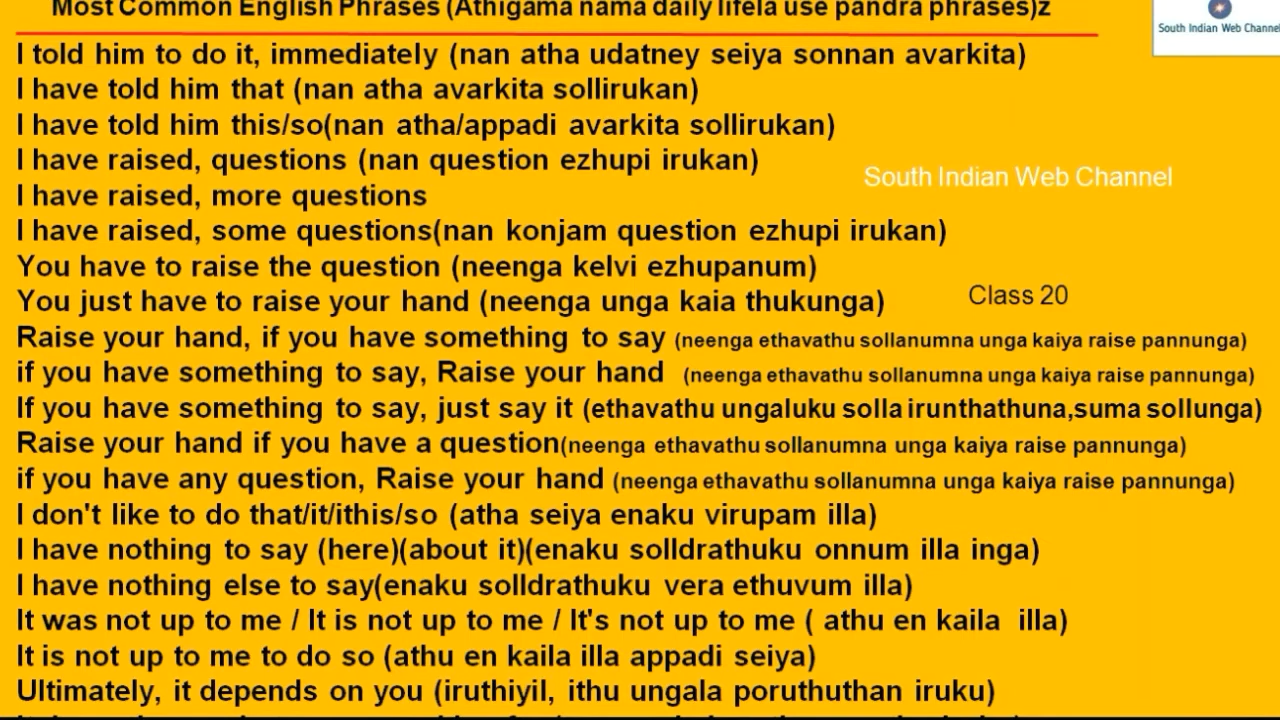 Most Common English Phrases (Athigama nama daily lifela use pandra phrases)z
South Indian Web Channel
I told him to do it, immediately (nan atha udatney seiya sonnan avarkita)
I have told him that (nan atha avarkita sollirukan)
I have told him this/so(nan atha/appadi avarkita sollirukan)
I have raised, questions (nan question ezhupi irukan)
South Indian Web Channel
I have raised, more questions
I have raised, some questions(nan konjam question ezhupi irukan)
You have to raise the question (neenga kelvi ezhupanum)
You just have to raise your hand (neenga unga kaia thukunga)
Class 20
Raise your hand, if you have something to say (neenga ethavathu sollanumna unga kaiya raise pannunga)
if you have something to say, Raise your hand (neenga ethavathu sollanumna unga kaiya raise pannunga)
If you have something to say, just say it (ethavathu ungaluku solla irunthathuna,suma sollunga)
Raise your hand if you have a question(neenga ethavathu sollanumna unga kaiya raise pannunga)
if you have any question, Raise your hand (neenga ethavathu sollanumna unga kaiya raise pannunga)
I don't like to do that/it/ithis/so (atha seiya enaku virupam illa)
I have nothing to say (here)(about it)(enaku solldrathuku onnum illa inga)
I have nothing else to say(enaku solldrathuku vera ethuvum illa)
It was not up to me / It is not up to me / It's not up to me ( athu en kaila illa)
It is not up to me to do so (athu en kaila illa appadi seiya)
Ultimately, it depends on you (iruthiyil, ithu ungala poruthuthan iruku)